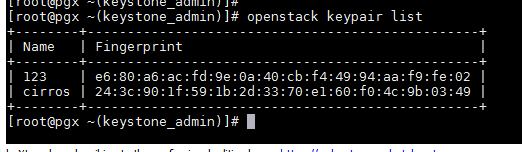 [root@pgx ~(keystone_admin)]#
[root@pgx ~(keystone_admin)]# openstack keypair list
+--------+-------------------------------------------------+
| Name | Fingerprint |
+--------+-------------------------------------------------+
| 123 | e6:80:a6:ac:fd:9e:0a:40:cb:f4:49:94:aa:f9:fe:02 |
| cirros | 24:3c:90:1f:59:1b:2d:33:70:e1:60:f0:4c:9b:03:49 |
+--------+-------------------------------------------------+
[root@pgx ~(keystone_admin)]#